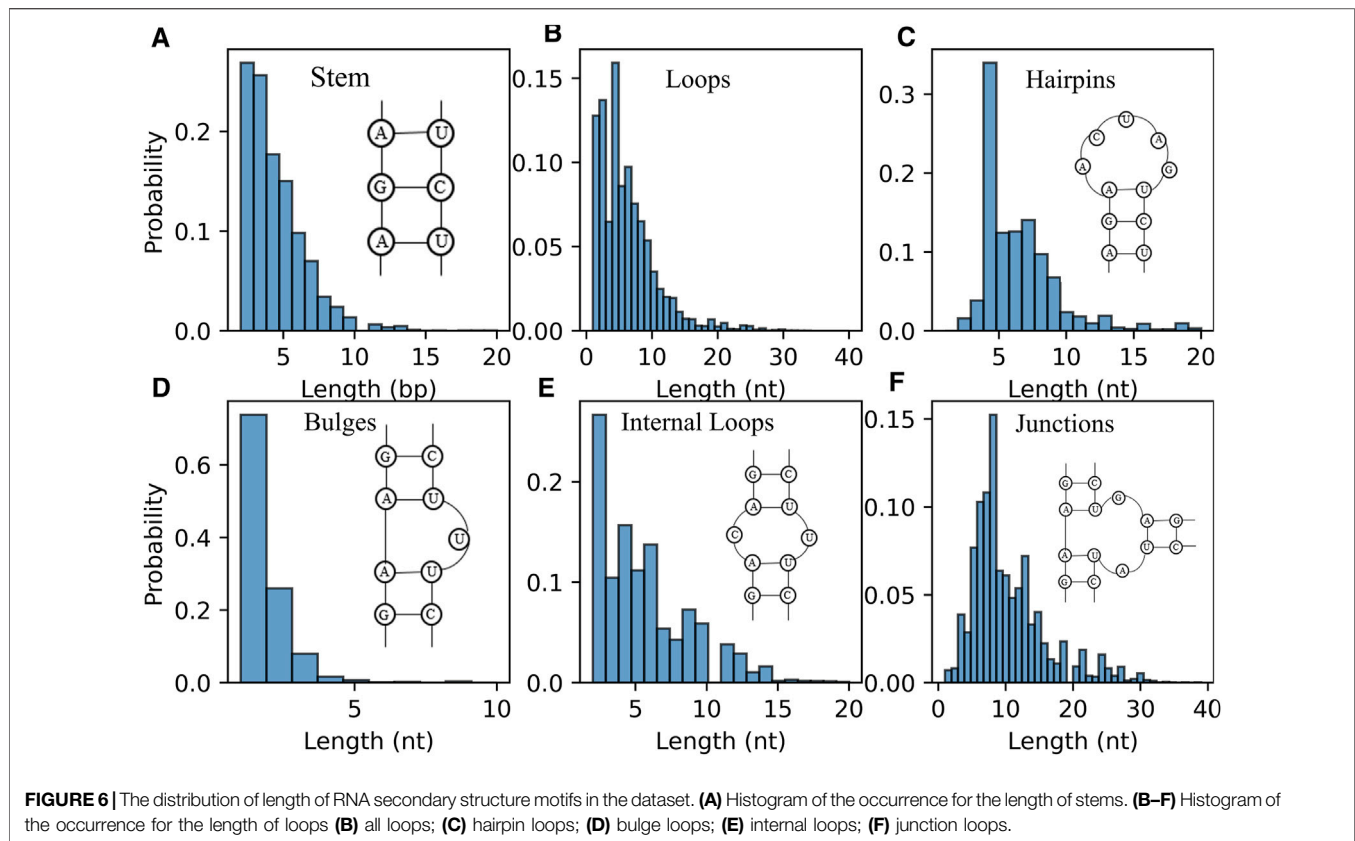 A
Stem
Probability
0.2
0.1
0.0
5 10 15 20
Length (bp)
A U
G C
A U
B
Loops
0.15
0.10
0.05
0.00
0 10 20 30 40
Length (nt)
C
Hairpins
0.3
0.2
0.1
0.0
5 10 15 20
Length (nt)
U
C A
A G
A U
G C
A U
D
Bulges
Probability
0.6
0.4
0.2
0.0
5 10
Length (nt)
G C
A U
U
A U
G C
E
Internal Loops
0.2
0.1
0.0
5 10 15 20
Length (nt)
G C
A U
C U
A U
G C
F
Junctions
0.15
0.10
0.05
0.00
0 10 20 30 40
Length (nt)
G C
G
A U
A G
U C
A U
A
G C
FIGURE 6 | The distribution of length of RNA secondary structure motifs in the dataset. (A) Histogram of the occurrence for the length of stems. (B–F) Histogram of
the occurrence for the length of loops (B) all loops; (C) hairpin loops; (D) bulge loops; (E) internal loops; (F) junction loops.